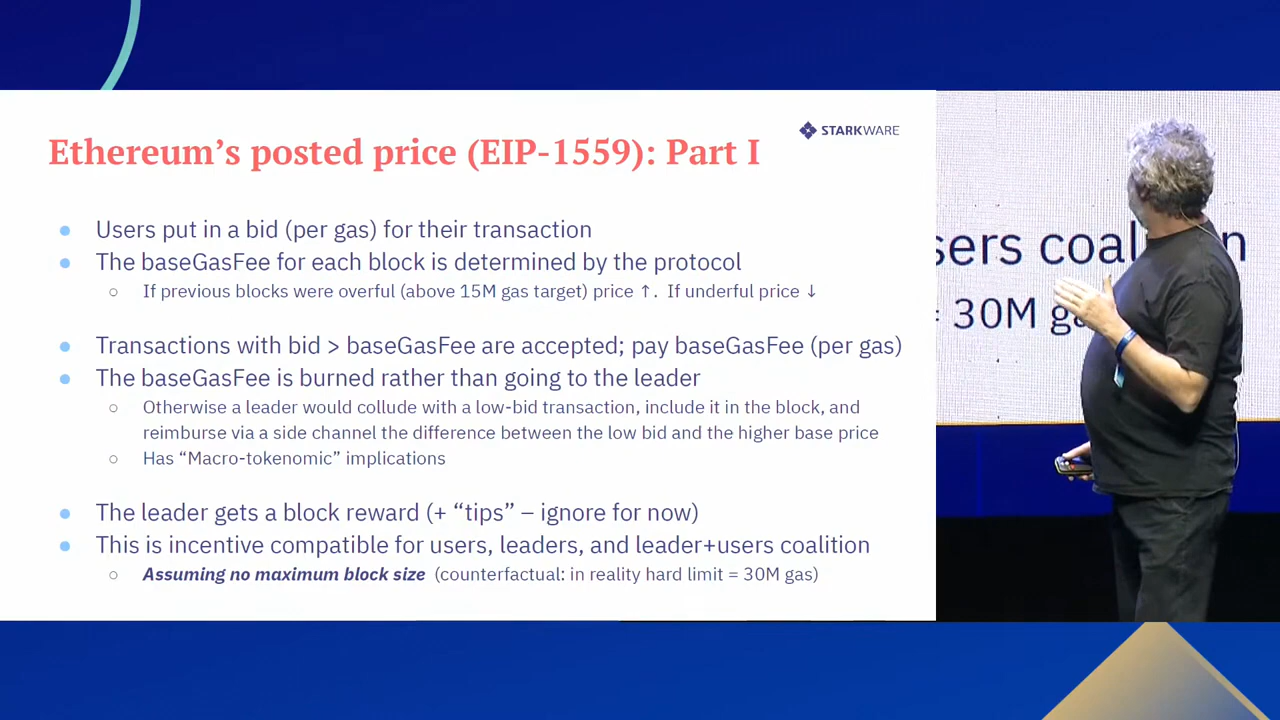 STARKWARE
Ethereum's posted price (EIP-1559): Part I
● Users put in a bid (per gas) for their transaction
● The baseGasFee for each block is determined by the protocol
○ If previous blocks were overful (above 15M gas target) price ↑. If underful price ↓
● Transactions with bid > baseGasFee are accepted; pay baseGasFee (per gas)
● The baseGasFee is burned rather than going to the leader
○ Otherwise a leader would collude with a low-bid transaction, include it in the block, and
reimburse via a side channel the difference between the low bid and the higher base price
○ Has “Macro-tokenomic” implications
● The leader gets a block reward (+ “tips” – ignore for now)
● This is incentive compatible for users, leaders, and leader+users coalition
○ Assuming no maximum block size (counterfactual: in reality hard limit = 30M gas)
sers coal n
= 30M ga